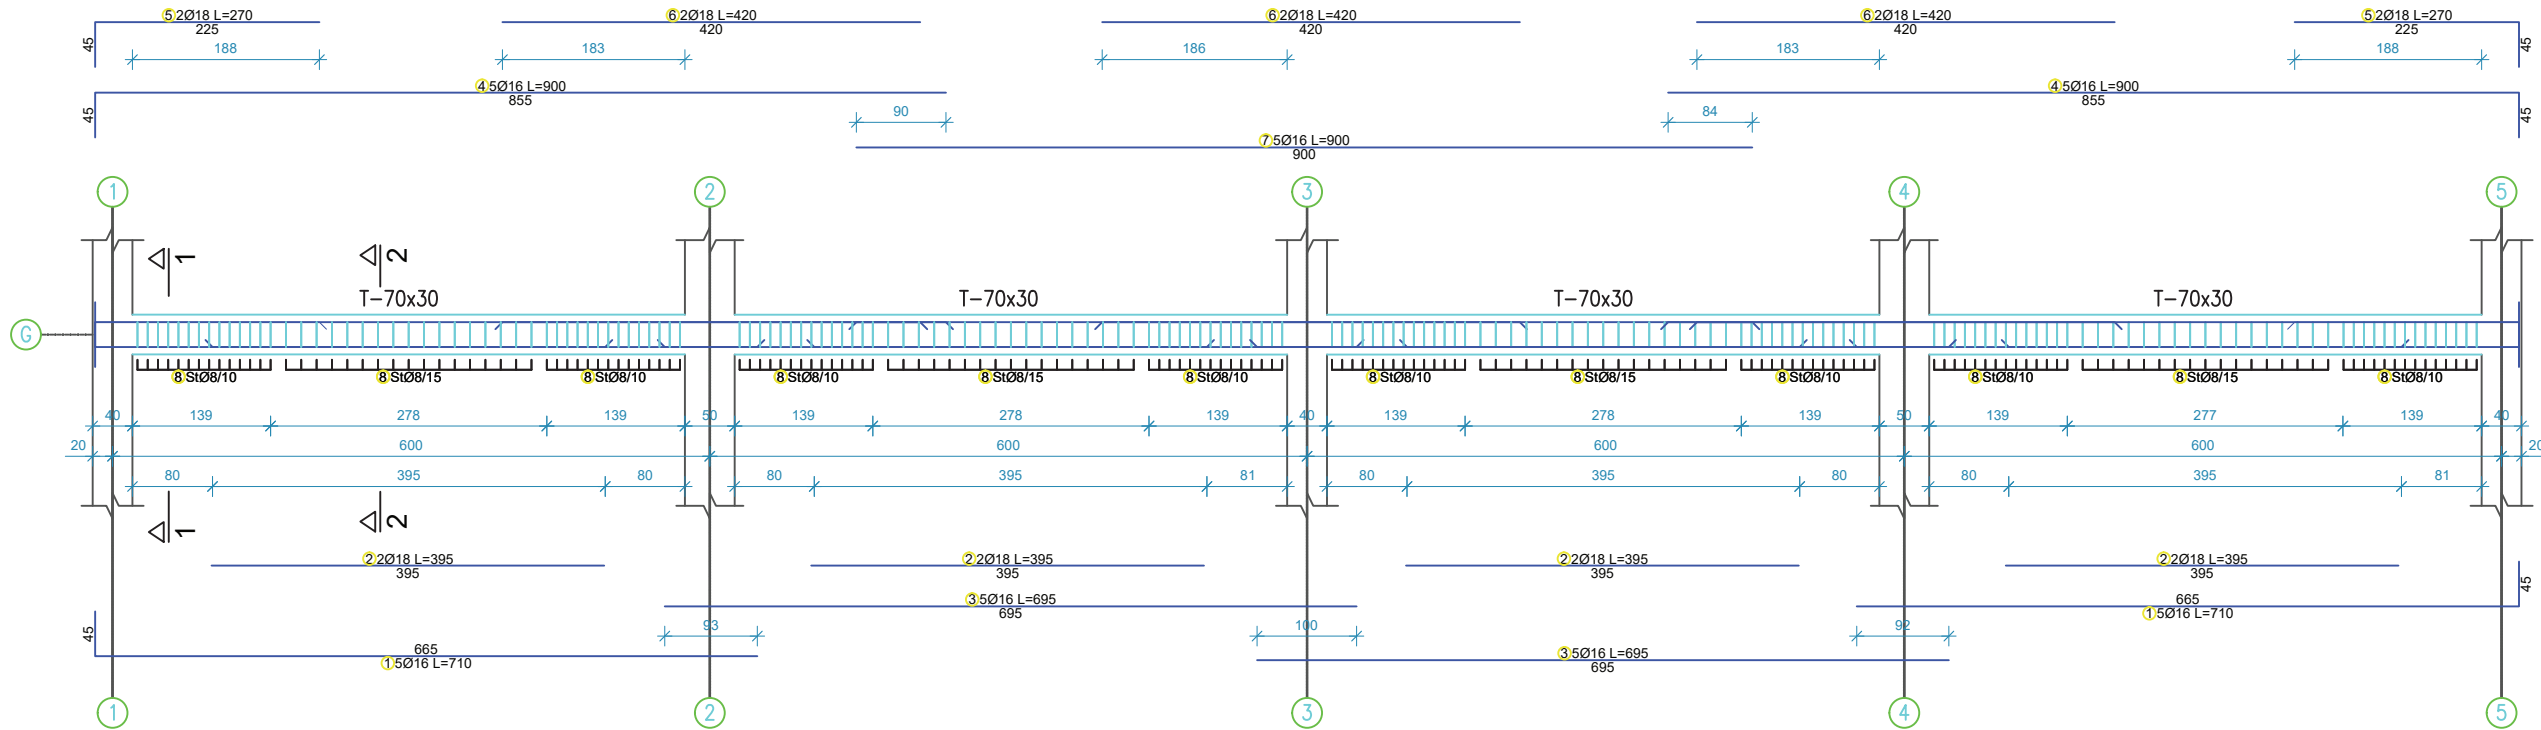 5 2Ø18 L=270
225
45
188
6 2Ø18 L=420
420
183
6 2Ø18 L=420
420
186
6 2Ø18 L=420
420
183
5 2Ø18 L=270
225
45
188
4 5Ø16 L=900
855
45
90
4 5Ø16 L=900
855
45
84
7 5Ø16 L=900
900
1
2
3
4
5
1
2
T-70x30
T-70x30
T-70x30
T-70x30
G
8 StØ8/10
8 StØ8/15
8 StØ8/10
8 StØ8/10
8 StØ8/15
8 StØ8/10
8 StØ8/10
8 StØ8/15
8 StØ8/10
8 StØ8/10
8 StØ8/15
8 StØ8/10
40 139 278 139 50 139 278 139 40 139 278 139 50 139 277 139 40
20 600 600 600 600 20
80 395 80 80 395 81 80 395 80 80 395 81
1
2
2 2Ø18 L=395
395
2 2Ø18 L=395
395
2 2Ø18 L=395
395
2 2Ø18 L=395
395
45
3 5Ø16 L=695
695
665
1 5Ø16 L=710
93
100
92
45
665
1 5Ø16 L=710
3 5Ø16 L=695
695
1
2
3
4
5